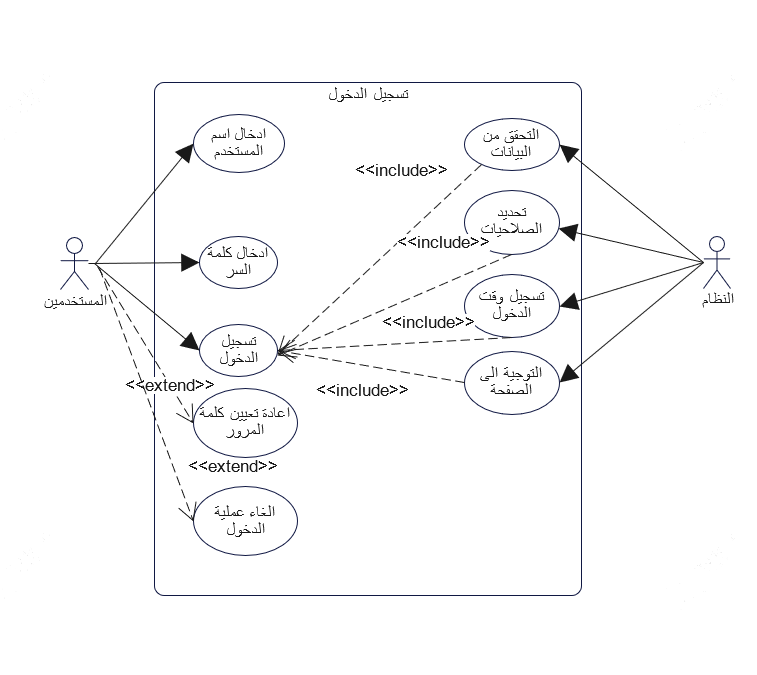 تسجيل الدخول
ادخال اسم
المستخدم
التحقق من
البيانات
<<include>>
تحديد
الصلاحيات
<<include>>
ادخال كلمة
السر
المستخدمين
النظام
تسجيل وقت
الدخول
<<include>>
تسجيل
الدخول
التوجية الى
الصفحة
<<include>>
<<extend>>
اعادة تعيين كلمة
المرور
<<extend>>
الغاء عملية
الدخول